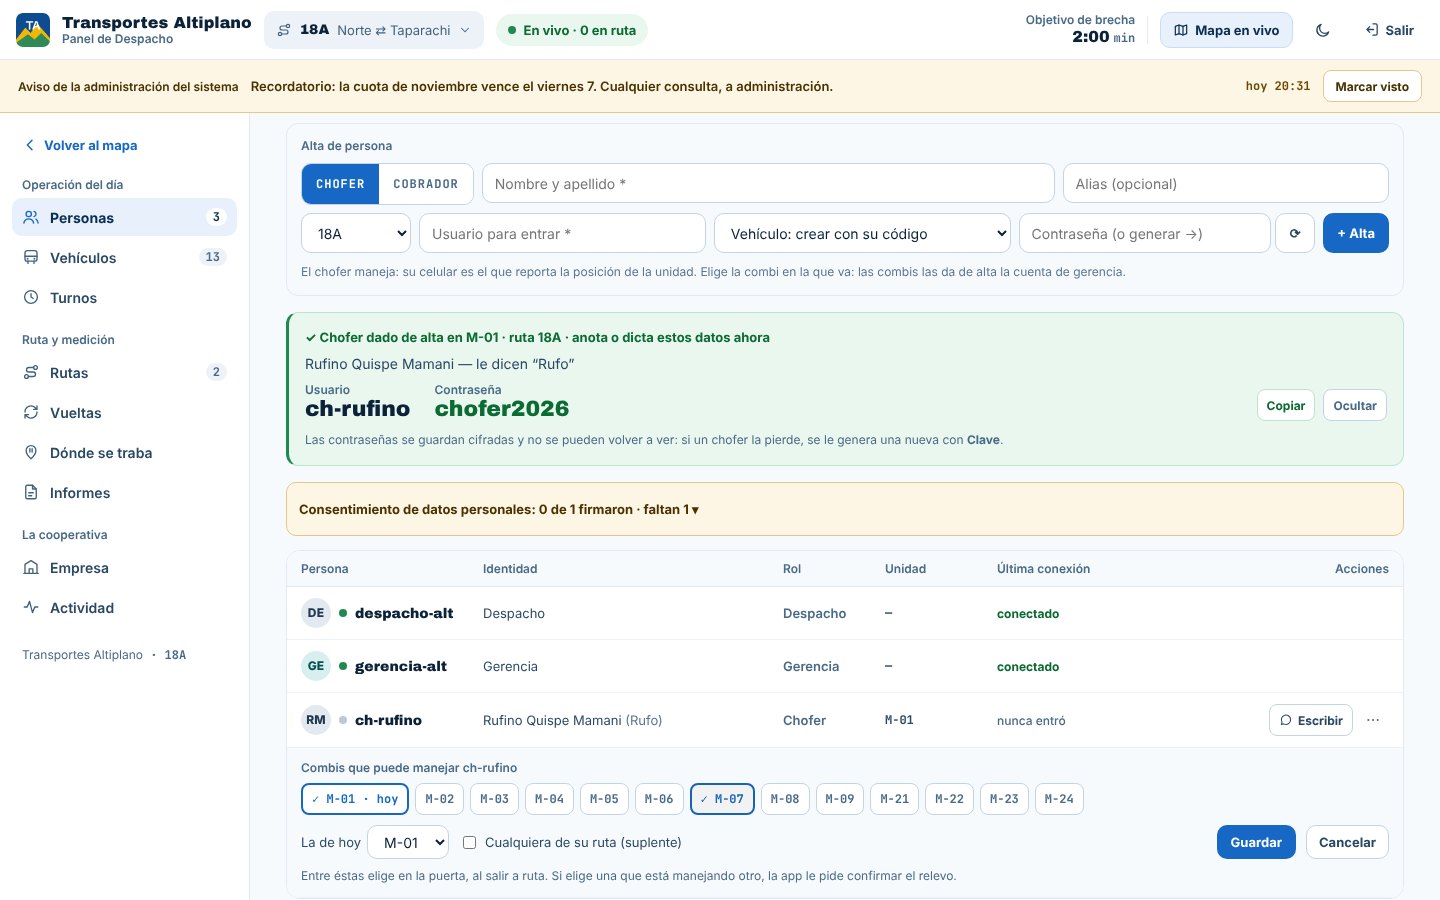 TA
Transportes Altiplano
Panel de Despacho
18A Norte ⇄ Taparachi
En vivo · 0 en ruta
Objetivo de brecha
2:00 min
Mapa en vivo
Salir
Aviso de la administración del sistema
Recordatorio: la cuota de noviembre vence el viernes 7. Cualquier consulta, a administración.
hoy 20:31
Marcar visto
Volver al mapa
Operación del día
Personas 3
Vehículos 13
Turnos
Ruta y medición
Rutas 2
Vueltas
Dónde se traba
Informes
La cooperativa
Empresa
Actividad
Transportes Altiplano · 18A
Alta de persona
CHOFER COBRADOR Nombre y apellido * Alias (opcional)
18A Usuario para entrar * Vehículo: crear con su código Contraseña (o generar →) ⟳ + Alta
El chofer maneja: su celular es el que reporta la posición de la unidad. Elige la combi en la que va: las combis las da de alta la cuenta de gerencia.
✓ Chofer dado de alta en M-01 · ruta 18A · anota o dicta estos datos ahora
Rufino Quispe Mamani — le dicen “Rufo”
Usuario Contraseña
ch-rufino chofer2026
Copiar Ocultar
Las contraseñas se guardan cifradas y no se pueden volver a ver: si un chofer la pierde, se le genera una nueva con Clave.
Consentimiento de datos personales: 0 de 1 firmaron · faltan 1 ▾
Persona Identidad Rol Unidad Última conexión Acciones
DE despacho-alt Despacho Despacho — conectado
GE gerencia-alt Gerencia Gerencia — conectado
RM ch-rufino Rufino Quispe Mamani (Rufo) Chofer M-01 nunca entró Escribir ···
Combis que puede manejar ch-rufino
✓ M-01 · hoy M-02 M-03 M-04 M-05 M-06 ✓ M-07 M-08 M-09 M-21 M-22 M-23 M-24
La de hoy M-01 Cualquiera de su ruta (suplente) Guardar Cancelar
Entre éstas elige en la puerta, al salir a ruta. Si elige una que está manejando otro, la app le pide confirmar el relevo.